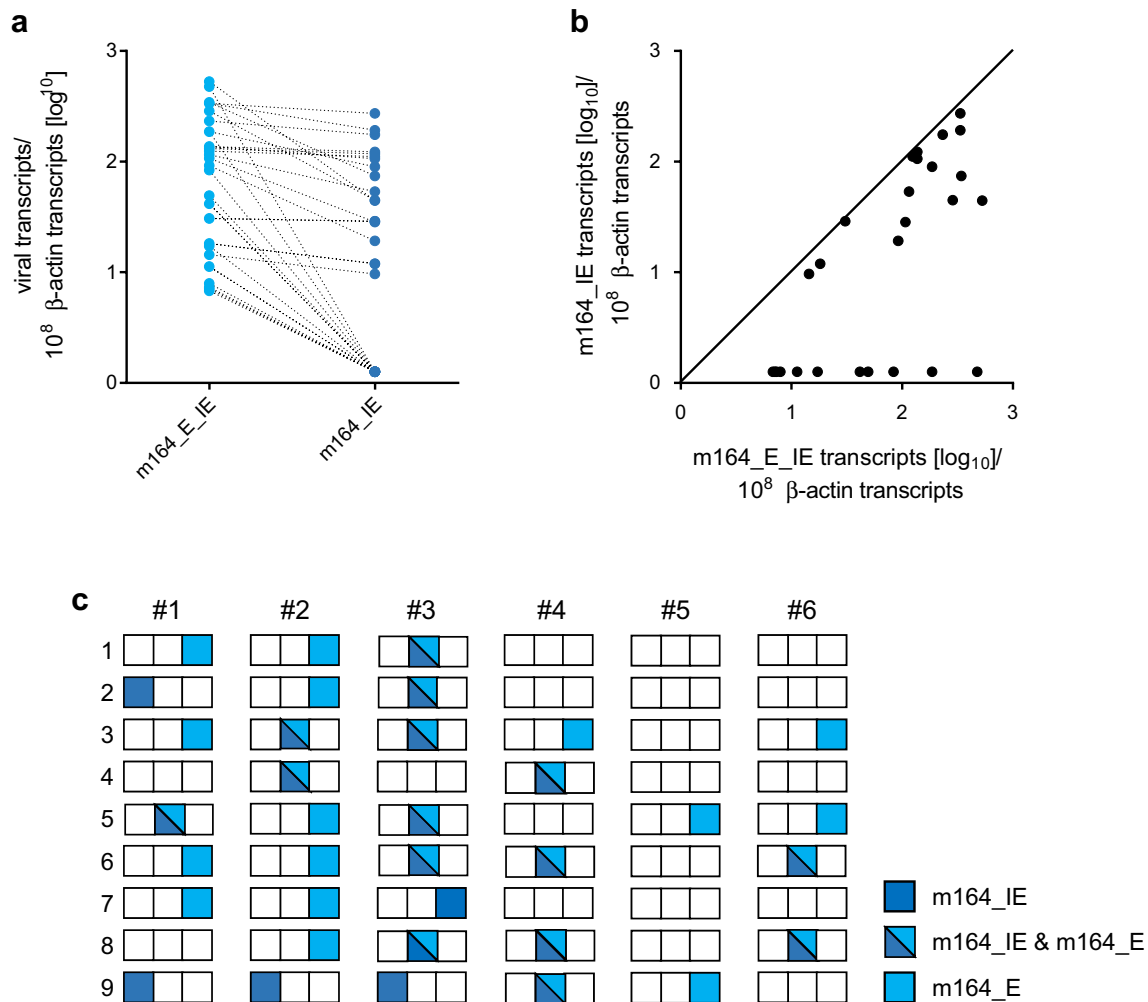 a
3
2
1
0
viral transcripts/
10⁸ β-actin transcripts [log¹⁰]
m164_E_IE
m164_IE
b
3
2
1
0
m164_IE transcripts [log₁₀]/
10⁸ β-actin transcripts
0 1 2 3
m164_E_IE transcripts [log₁₀]/
10⁸ β-actin transcripts
c
#1 #2 #3 #4 #5 #6
1
2
3
4
5
6
7
8
9
m164_IE
m164_IE & m164_E
m164_E